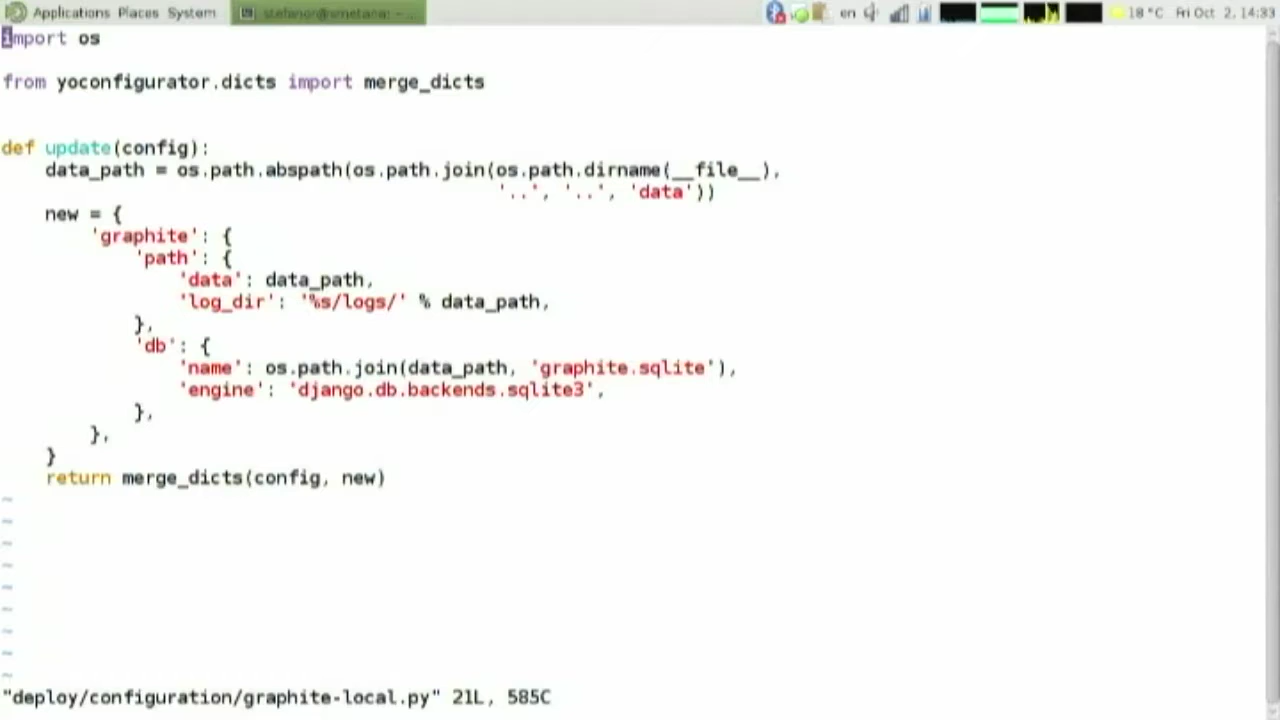 Applications Places System stefanor@ometana: ~ ... en 18 °C Fri Oct 2, 14:33
import os
from yoconfigurator.dicts import merge_dicts
def update(config):
data_path = os.path.abspath(os.path.join(os.path.dirname(__file__),
'..', '..', 'data'))
new = {
'graphite': {
'path': {
'data': data_path,
'log_dir': '%s/logs/' % data_path,
},
'db': {
'name': os.path.join(data_path, 'graphite.sqlite'),
'engine': 'django.db.backends.sqlite3',
},
},
}
return merge_dicts(config, new)
~
~
~
~
~
~
~
~
~
"deploy/configuration/graphite-local.py" 21L, 585C